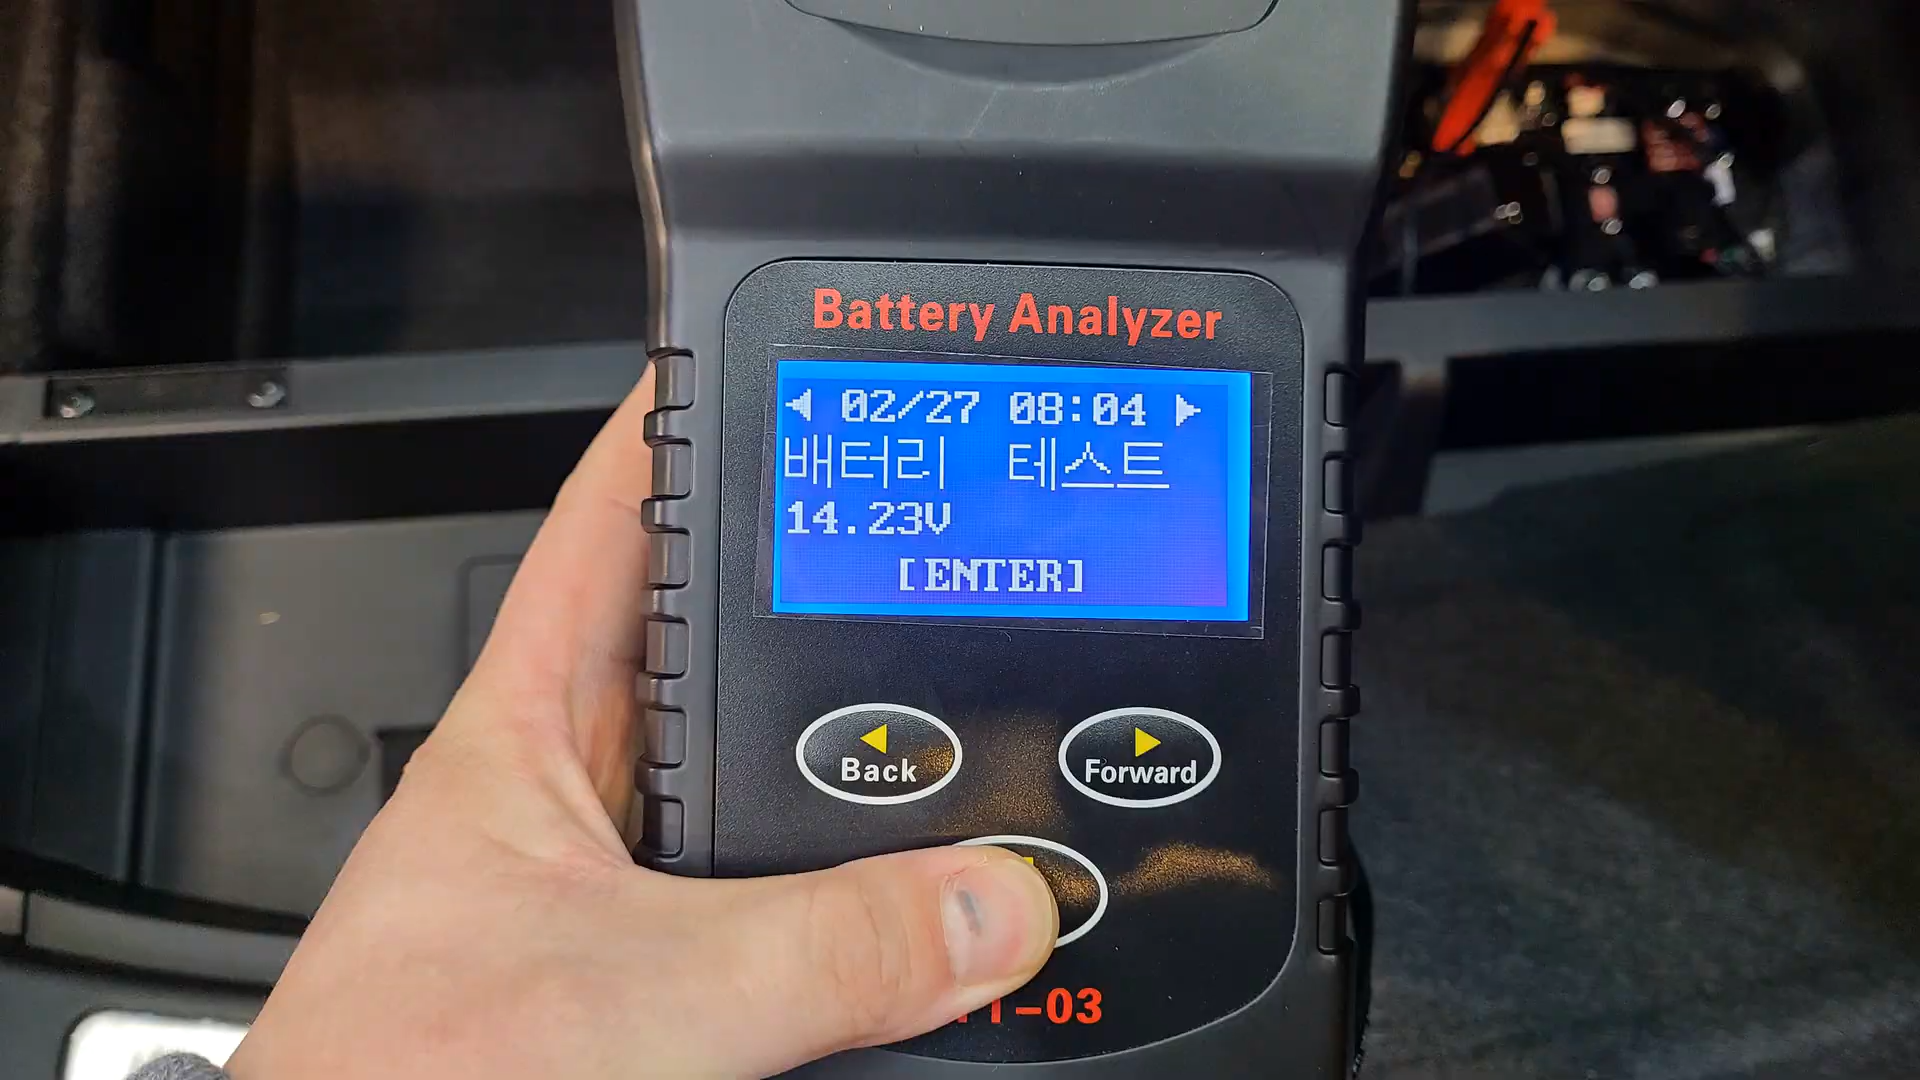 Battery Analyzer
◀ 02/27 08:04 ▶
배터리 테스트
14.23V
[ENTER]
Back
Forward
-03